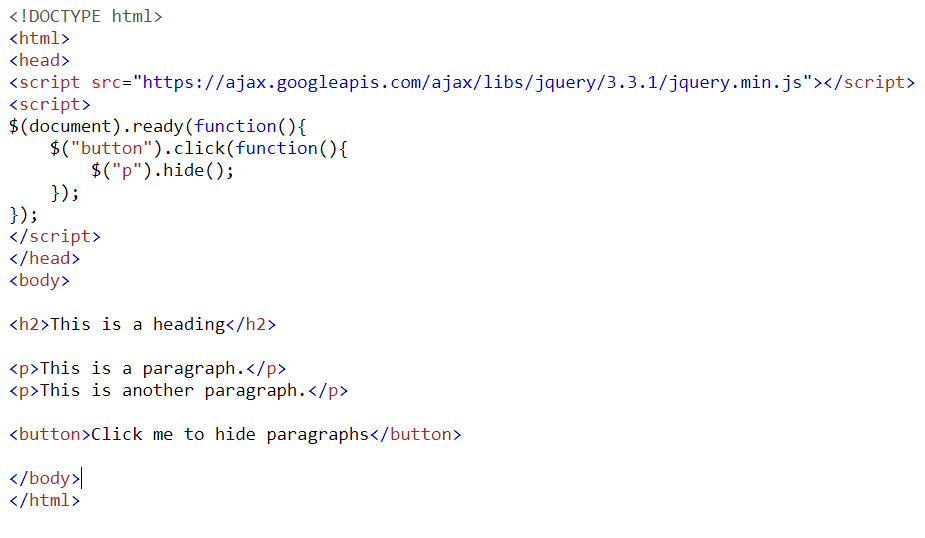 <!DOCTYPE html>
<html>
<head>
<script src="https://ajax.googleapis.com/ajax/libs/jquery/3.3.1/jquery.min.js"></script>
<script>
$(document).ready(function(){
    $("button").click(function(){
        $("p").hide();
    });
});
</script>
</head>
<body>

<h2>This is a heading</h2>

<p>This is a paragraph.</p>
<p>This is another paragraph.</p>

<button>Click me to hide paragraphs</button>

</body>
</html>